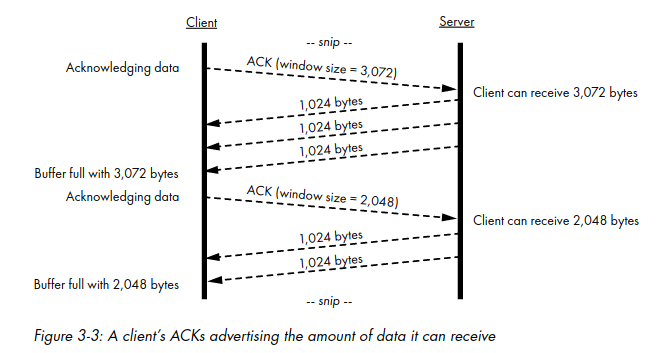 Client
Server
-- snip --
Acknowledging data
ACK (window size = 3,072)
Client can receive 3,072 bytes
1,024 bytes
1,024 bytes
1,024 bytes
Buffer full with 3,072 bytes
Acknowledging data
ACK (window size = 2,048)
Client can receive 2,048 bytes
1,024 bytes
1,024 bytes
Buffer full with 2,048 bytes
-- snip --
Figure 3-3: A client’s ACKs advertising the amount of data it can receive